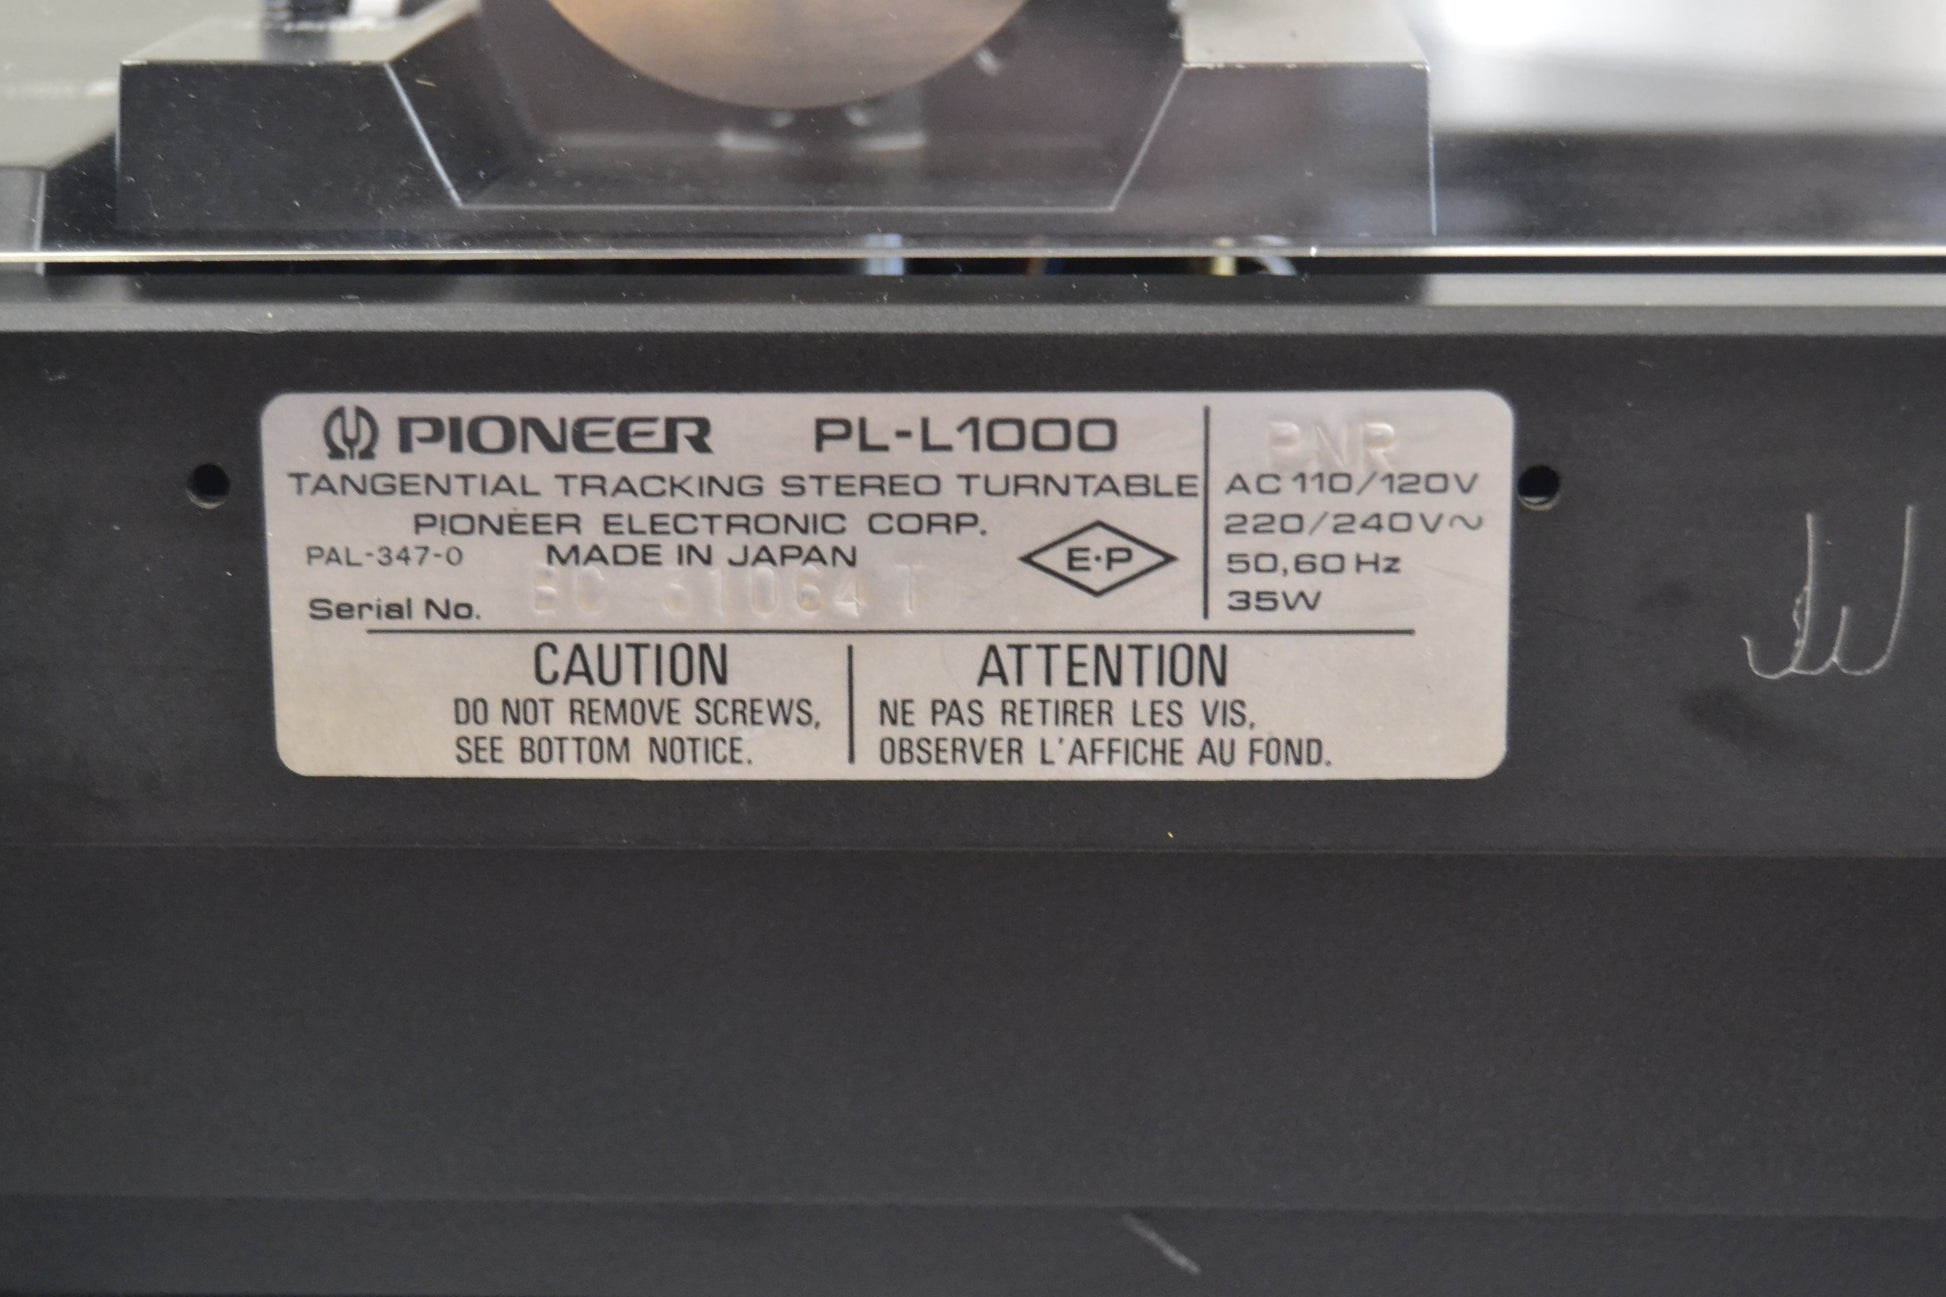 PIONEER PL-L1000
TANGENTIAL TRACKING STEREO TURNTABLE
PIONEER ELECTRONIC CORP.
PAL-347-0 MADE IN JAPAN
E·P
Serial No. BC 31064 T
PNR
AC 110/120V
220/240V~
50,60 Hz
35W
CAUTION
DO NOT REMOVE SCREWS,
SEE BOTTOM NOTICE.
ATTENTION
NE PAS RETIRER LES VIS,
OBSERVER L'AFFICHE AU FOND.